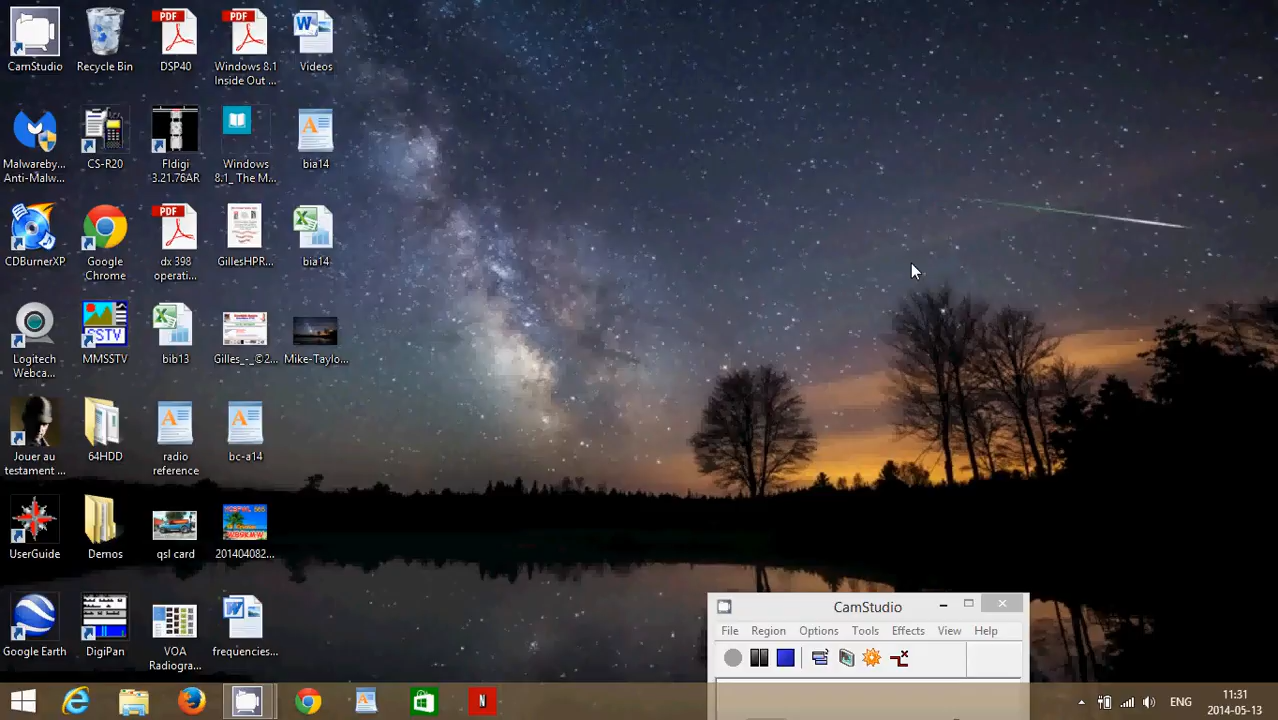 CamStudio
Recycle Bin
PDF
DSP40
PDF
Windows 8.1
Inside Out ...
Videos
Malwareby...
Anti-Malw...
CS-R20
Fldigi
3.21.76AR
Windows
8.1_ The M...
bia14
CDBurnerXP
Google
Chrome
PDF
dx 398
operati...
GillesHPR...
bia14
Logitech
Webca...
SSTV
MMSSTV
bib13
Gilles_-_©2...
Mike-Taylo...
Jouer au
testament ...
64HDD
radio
reference
bc-a14
UserGuide
Demos
qsl card
WB9KMW
201404082...
Google Earth
DigiPan
VOA
Radiogra...
frequencies...
CamStudio
File Region Options Tools Effects View Help
N
ENG
11:31
2014-05-13